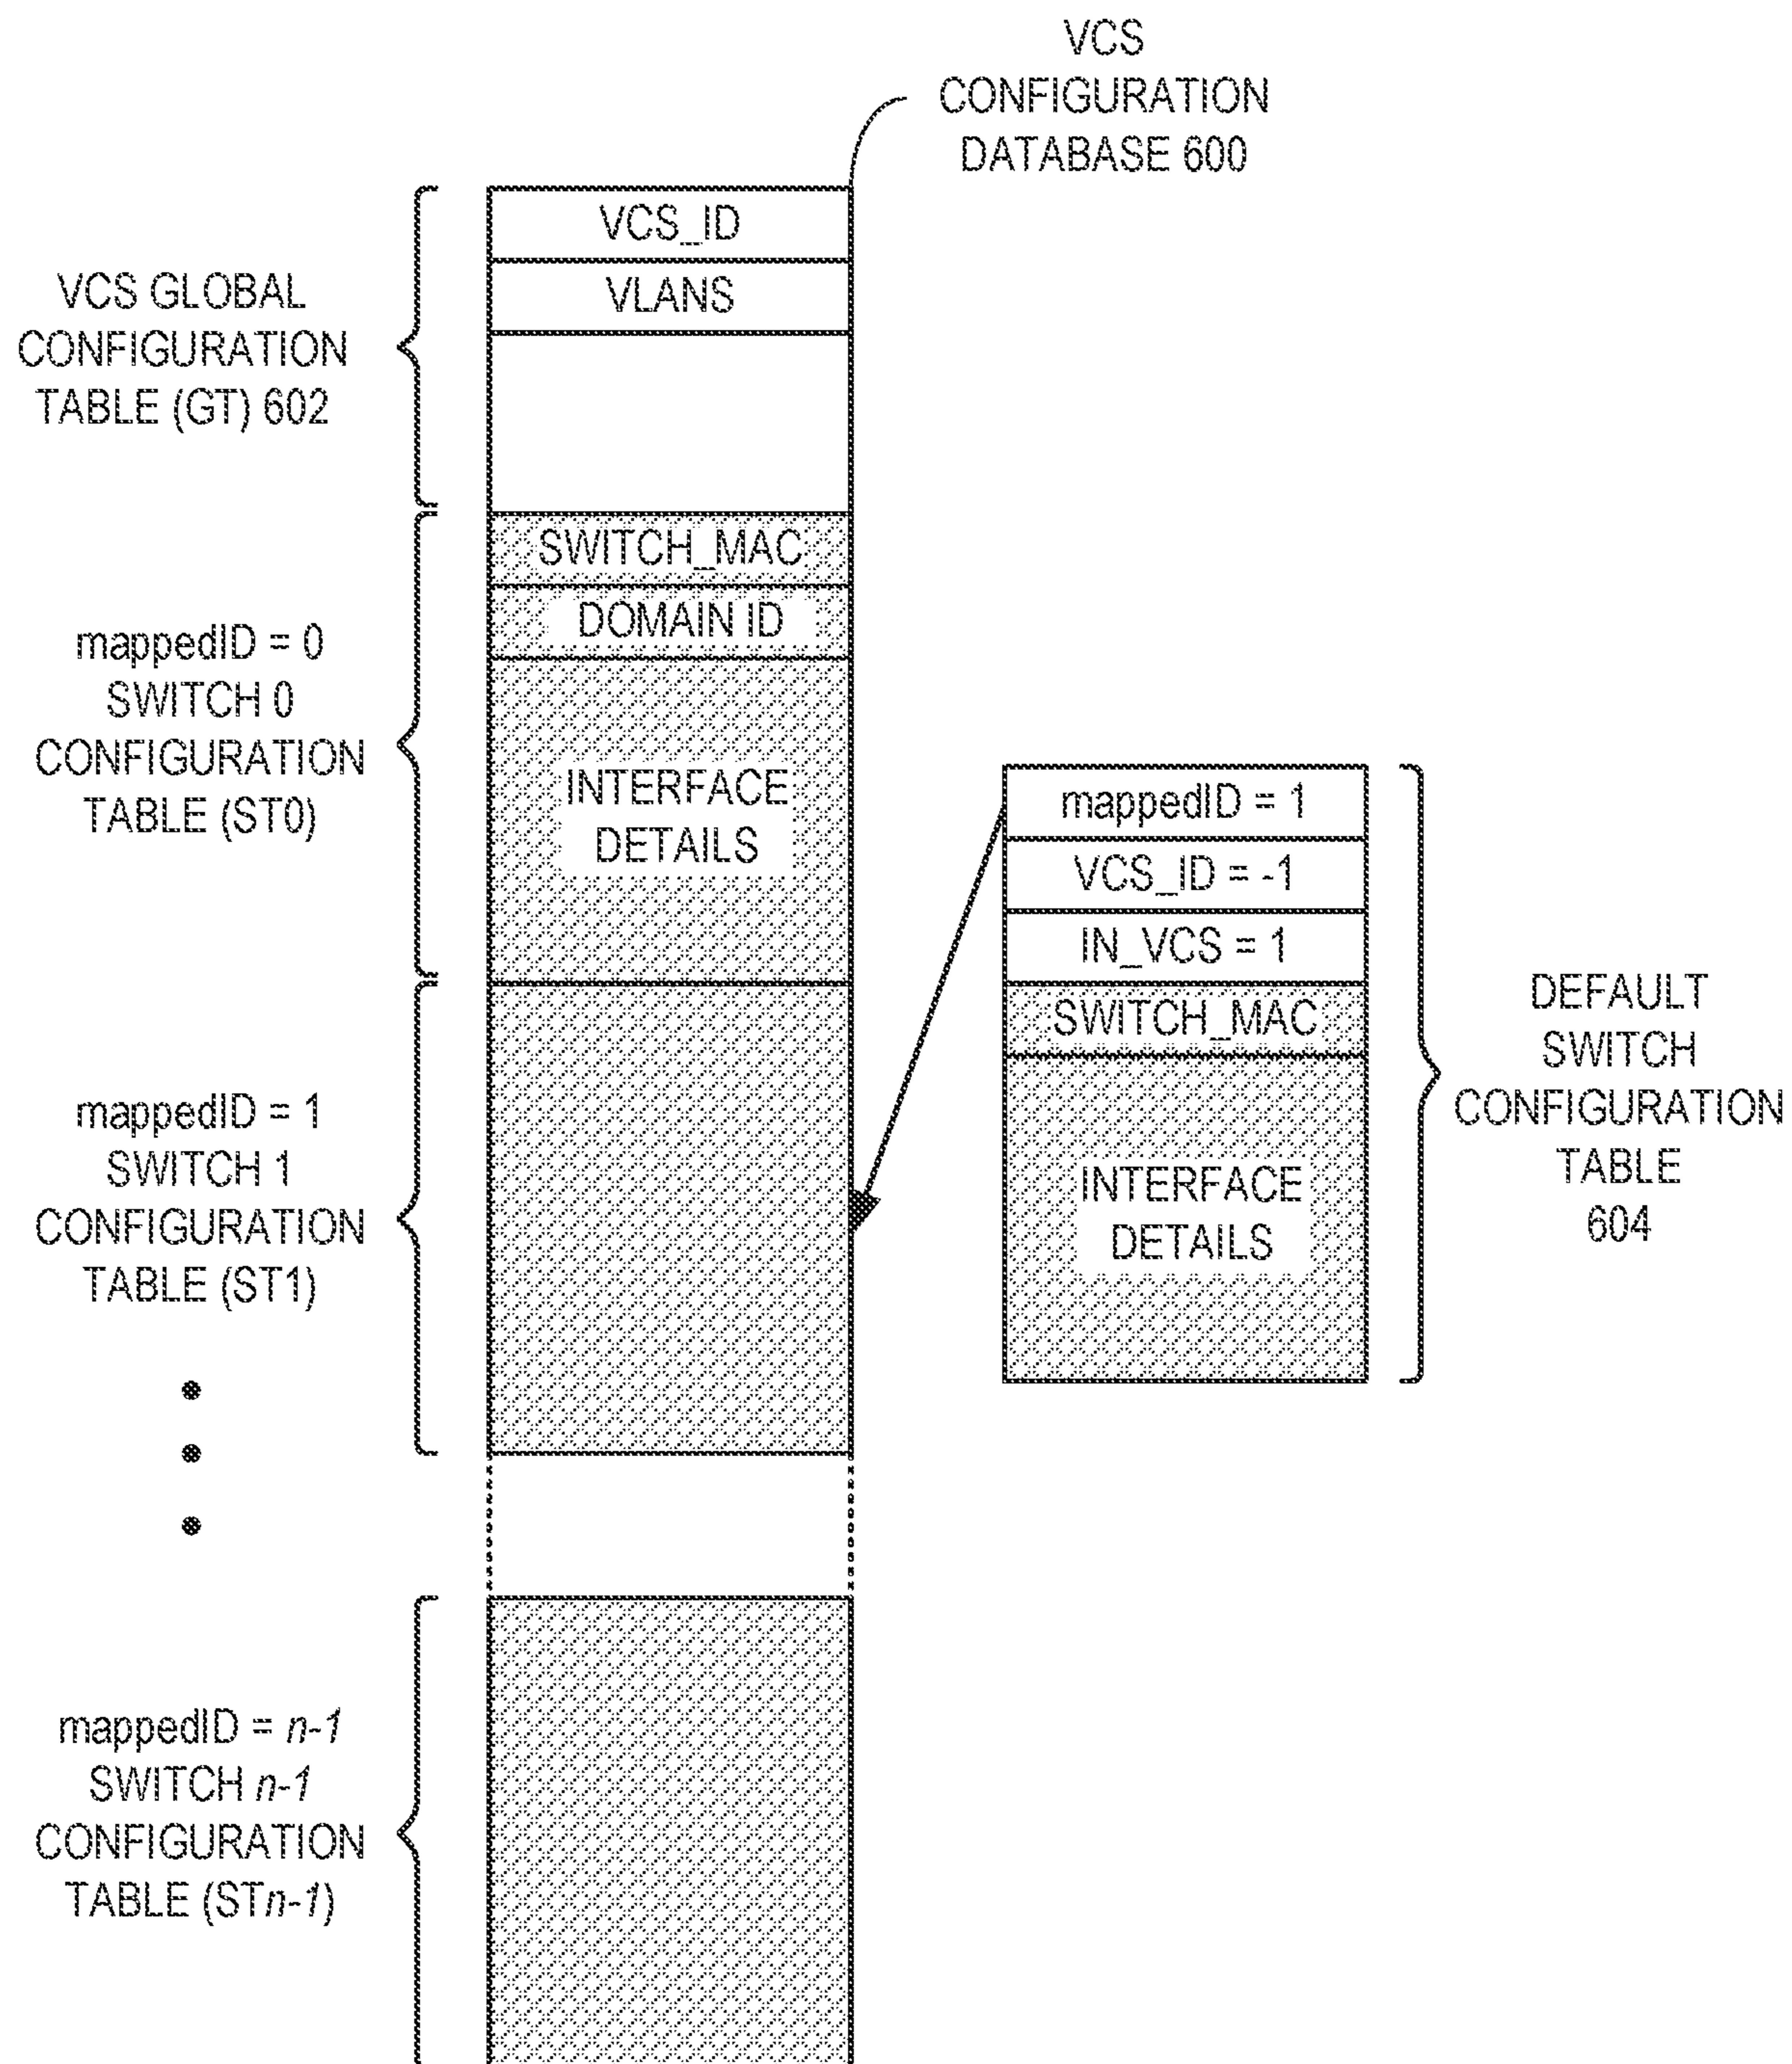 VCS
CONFIGURATION
DATABASE 600
VCS GLOBAL
CONFIGURATION
TABLE (GT) 602
VCS_ID
VLANS
mappedID = 0
SWITCH 0
CONFIGURATION
TABLE (ST0)
SWITCH_MAC
DOMAIN ID
INTERFACE
DETAILS
mappedID = 1
SWITCH 1
CONFIGURATION
TABLE (ST1)
mappedID = 1
VCS_ID = -1
IN_VCS = 1
SWITCH_MAC
INTERFACE
DETAILS
DEFAULT
SWITCH
CONFIGURATION
TABLE
604
mappedID = n-1
SWITCH n-1
CONFIGURATION
TABLE (STn-1)